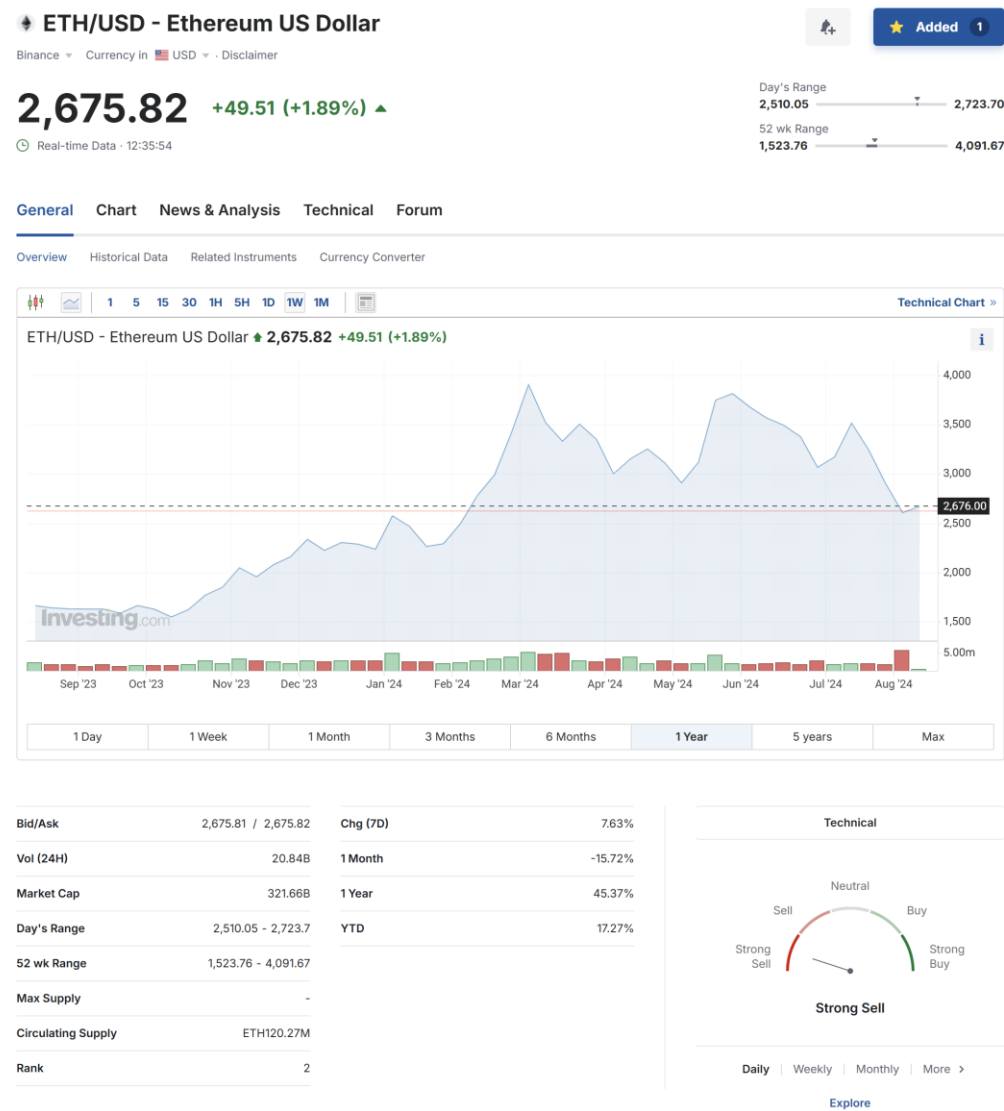 ETH/USD - Ethereum US Dollar
Added 1
Binance Currency in USD · Disclaimer
2,675.82 +49.51 (+1.89%)
Real-time Data · 12:35:54
Day's Range
2,510.05 2,723.70
52 wk Range
1,523.76 4,091.67
General Chart News & Analysis Technical Forum
Overview Historical Data Related Instruments Currency Converter
1 5 15 30 1H 5H 1D 1W 1M Technical Chart »
ETH/USD - Ethereum US Dollar 2,675.82 +49.51 (+1.89%)
i
4,000
3,500
3,000
2,676.00
2,500
2,000
1,500
Investing.com
5.00m
Sep '23 Oct '23 Nov '23 Dec '23 Jan '24 Feb '24 Mar '24 Apr '24 May '24 Jun '24 Jul '24 Aug '24
1 Day 1 Week 1 Month 3 Months 6 Months 1 Year 5 years Max
Bid/Ask 2,675.81 / 2,675.82
Vol (24H) 20.84B
Market Cap 321.66B
Day's Range 2,510.05 - 2,723.7
52 wk Range 1,523.76 - 4,091.67
Max Supply -
Circulating Supply ETH120.27M
Rank 2
Chg (7D) 7.63%
1 Month -15.72%
1 Year 45.37%
YTD 17.27%
Technical
Neutral
Sell Buy
Strong Sell
Strong Buy
Strong Sell
Daily Weekly Monthly More >
Explore